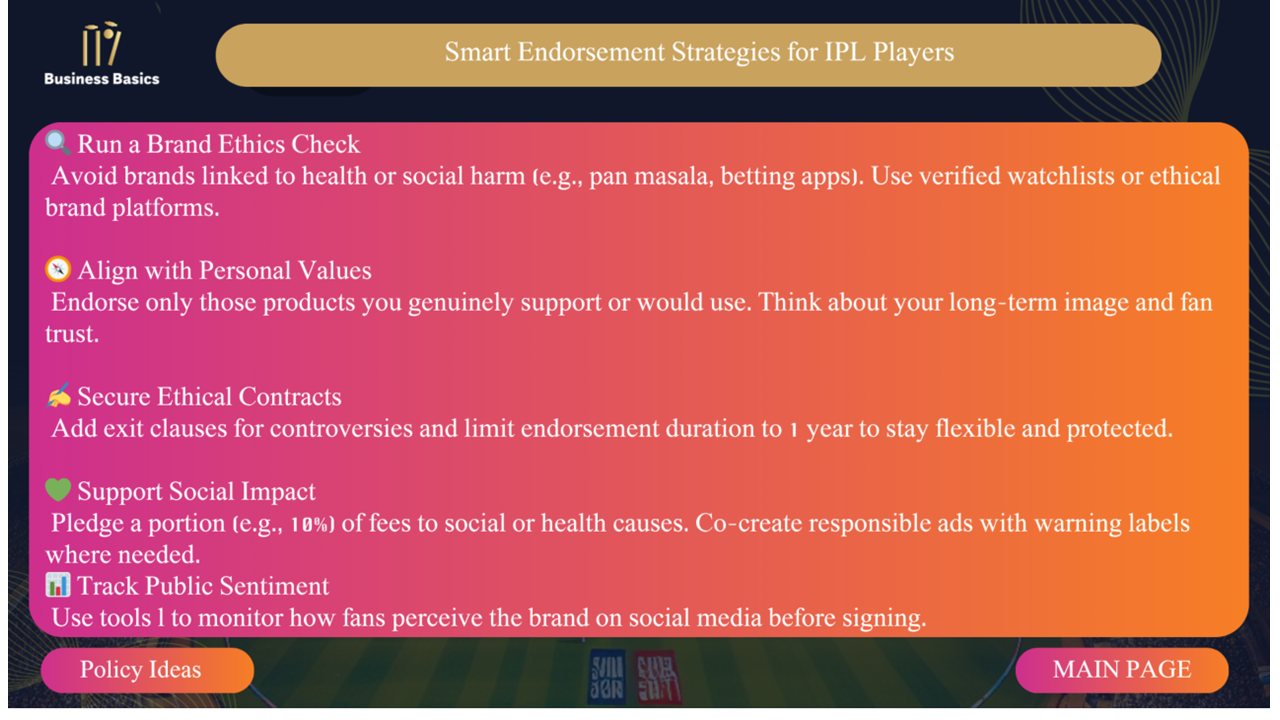 Business Basics
Smart Endorsement Strategies for IPL Players
🔍 Run a Brand Ethics Check
Avoid brands linked to health or social harm (e.g., pan masala, betting apps). Use verified watchlists or ethical
brand platforms.
🧭 Align with Personal Values
Endorse only those products you genuinely support or would use. Think about your long-term image and fan
trust.
✍️ Secure Ethical Contracts
Add exit clauses for controversies and limit endorsement duration to 1 year to stay flexible and protected.
💚 Support Social Impact
Pledge a portion (e.g., 10%) of fees to social or health causes. Co-create responsible ads with warning labels
where needed.
📊 Track Public Sentiment
Use tools l to monitor how fans perceive the brand on social media before signing.
Policy Ideas
MAIN PAGE